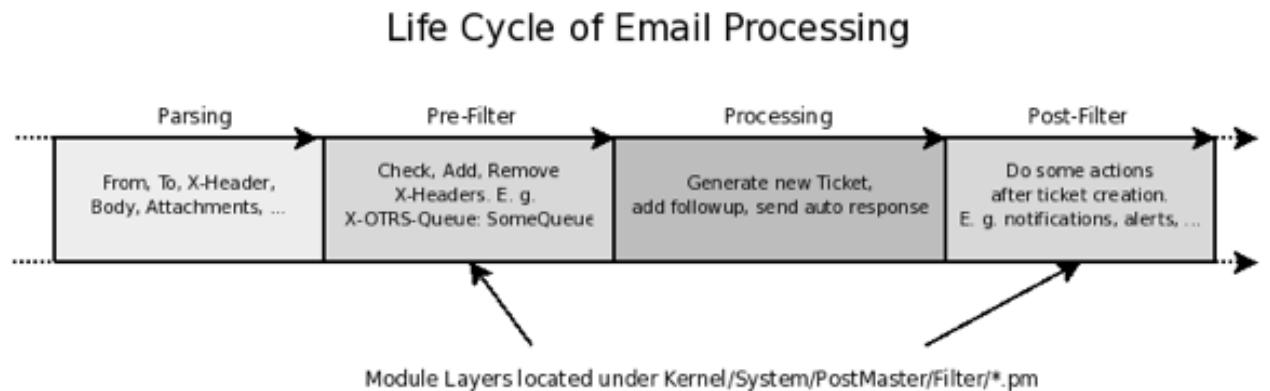 Life Cycle of Email Processing
Parsing
Pre-Filter
Processing
Post-Filter
From, To, X-Header,
Body, Attachments, ...
Check, Add, Remove
X-Headers. E. g.
X-OTRS-Queue: SomeQueue
Generate new Ticket,
add followup, send auto response
Do some actions
after ticket creation.
E. g. notifications, alerts, ...
Module Layers located under Kernel/System/PostMaster/Filter/*.pm